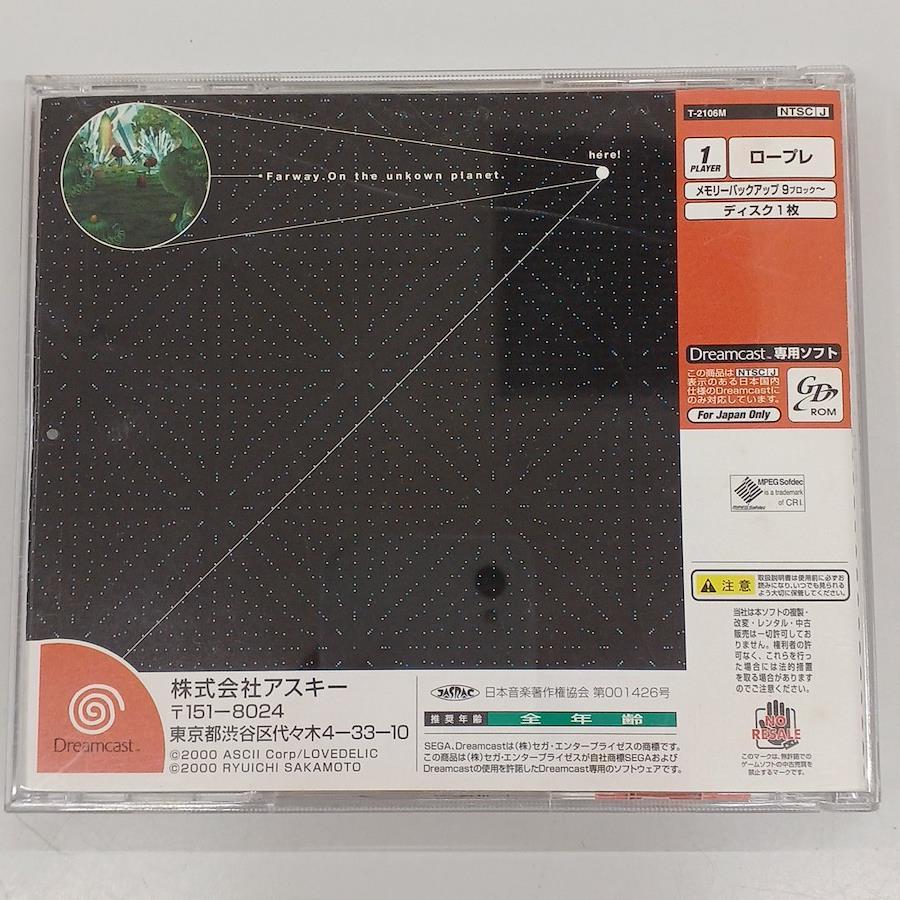 here!
Farway.On the unkown planet.
T-2106M
NTSC J
1
PLAYER
ロープレ
メモリーバックアップ 9ブロック〜
ディスク1枚
Dreamcast™専用ソフト
この商品は NTSC J
表示のある日本国内
仕様のDreamcastに
のみ対応しています。
For Japan Only
GD
ROM
MPEG Sofdec
is a trademark
of CRI.
注意
取扱説明書は使用前に必ずお
読みになり、いつでも見られる
よう大切に保管してください。
当社は本ソフトの複製・
改変・レンタル・中古
販売は一切許可してお
りません。権利者の許
可なく、これらを行っ
た場合には法的措置
を取る場合があります
のでご注意ください。
NO
RESALE
このマークは、無許諾での
ゲームソフトの中古売買を
禁止するマークです。
Dreamcast™
株式会社アスキー
〒151-8024
東京都渋谷区代々木4-33-10
©2000 ASCII Corp/LOVEDELIC
©2000 RYUICHI SAKAMOTO
JASRAC 日本音楽著作権協会 第001426号
推奨年齢 全年齢
SEGA、Dreamcastは(株)セガ・エンタープライゼスの商標です。
この商品は(株)セガ・エンタープライゼスが自社商標SEGAおよび
Dreamcastの使用を許諾したDreamcast専用のソフトウェアです。